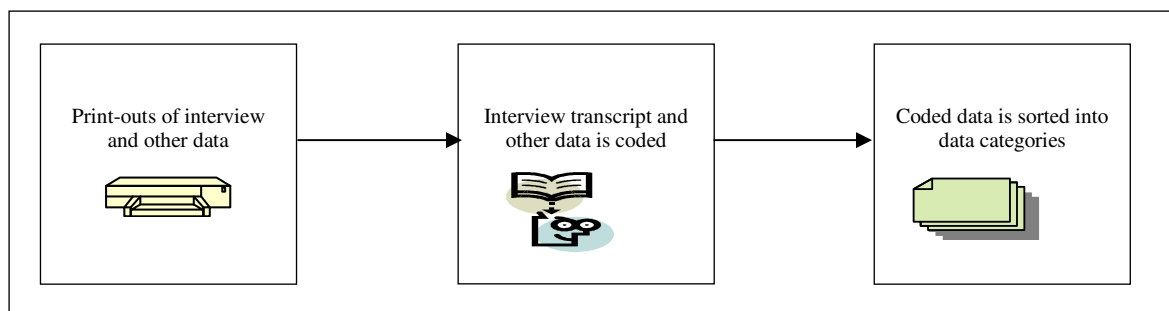 Print-outs of interview
and other data
Interview transcript and
other data is coded
Coded data is sorted into
data categories